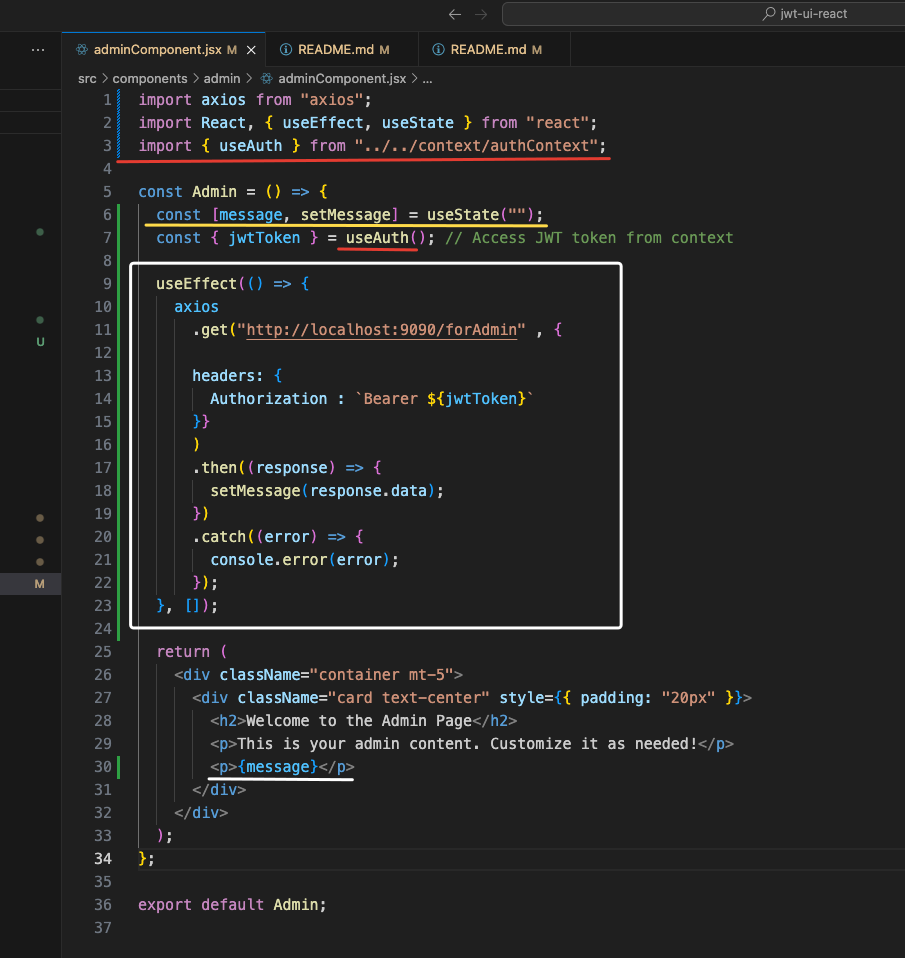 jwt-ui-react
adminComponent.jsx M
README.md M
README.md M
src > components > admin > adminComponent.jsx > ...
1 import axios from "axios";
2 import React, { useEffect, useState } from "react";
3 import { useAuth } from "../../context/authContext";
4
5 const Admin = () => {
6 const [message, setMessage] = useState("");
7 const { jwtToken } = useAuth(); // Access JWT token from context
8
9 useEffect(() => {
10 axios
11 .get("http://localhost:9090/forAdmin" , {
12
13 headers: {
14 Authorization : `Bearer ${jwtToken}`
15 }}
16 )
17 .then((response) => {
18 setMessage(response.data);
19 })
20 .catch((error) => {
21 console.error(error);
22 });
23 }, []);
24
25 return (
26 <div className="container mt-5">
27 <div className="card text-center" style={{ padding: "20px" }}>
28 <h2>Welcome to the Admin Page</h2>
29 <p>This is your admin content. Customize it as needed!</p>
30 <p>{message}</p>
31 </div>
32 </div>
33 );
34 };
35
36 export default Admin;
37
U
M